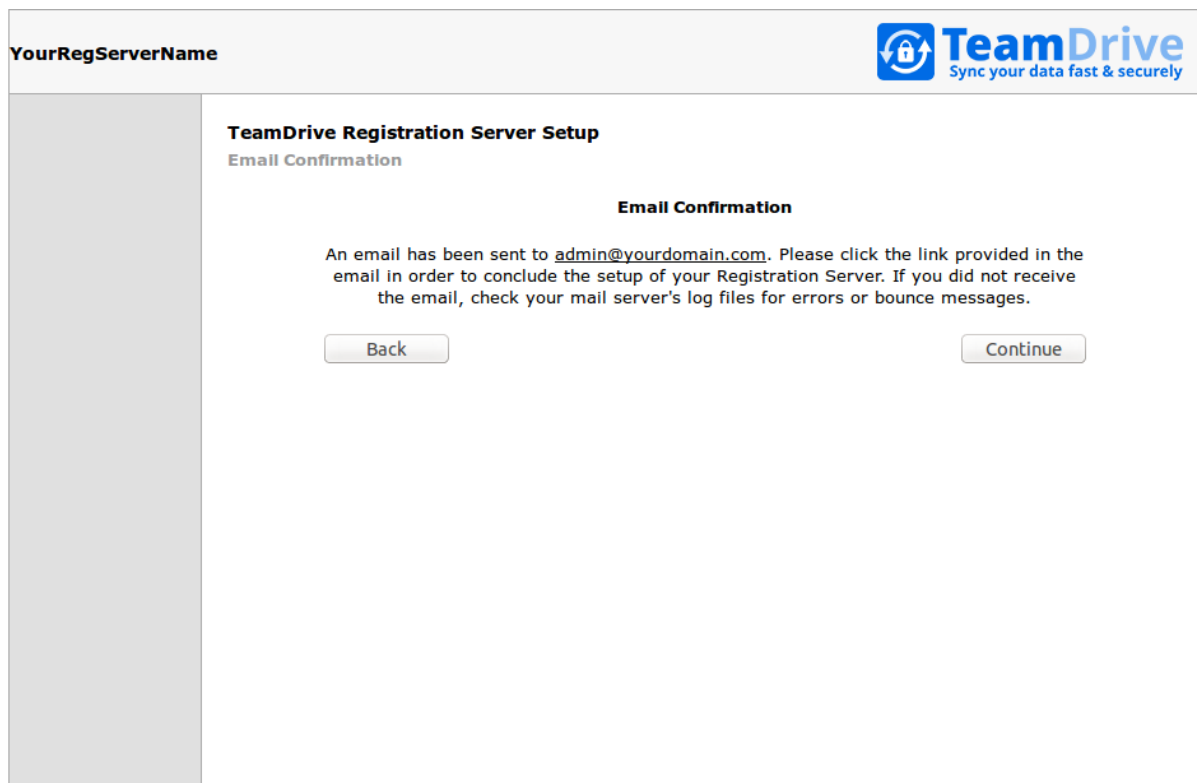 YourRegServerName
TeamDrive
Sync your data fast & securely
TeamDrive Registration Server Setup
Email Confirmation
Email Confirmation
An email has been sent to admin@yourdomain.com. Please click the link provided in the
email in order to conclude the setup of your Registration Server. If you did not receive
the email, check your mail server's log files for errors or bounce messages.
Back
Continue